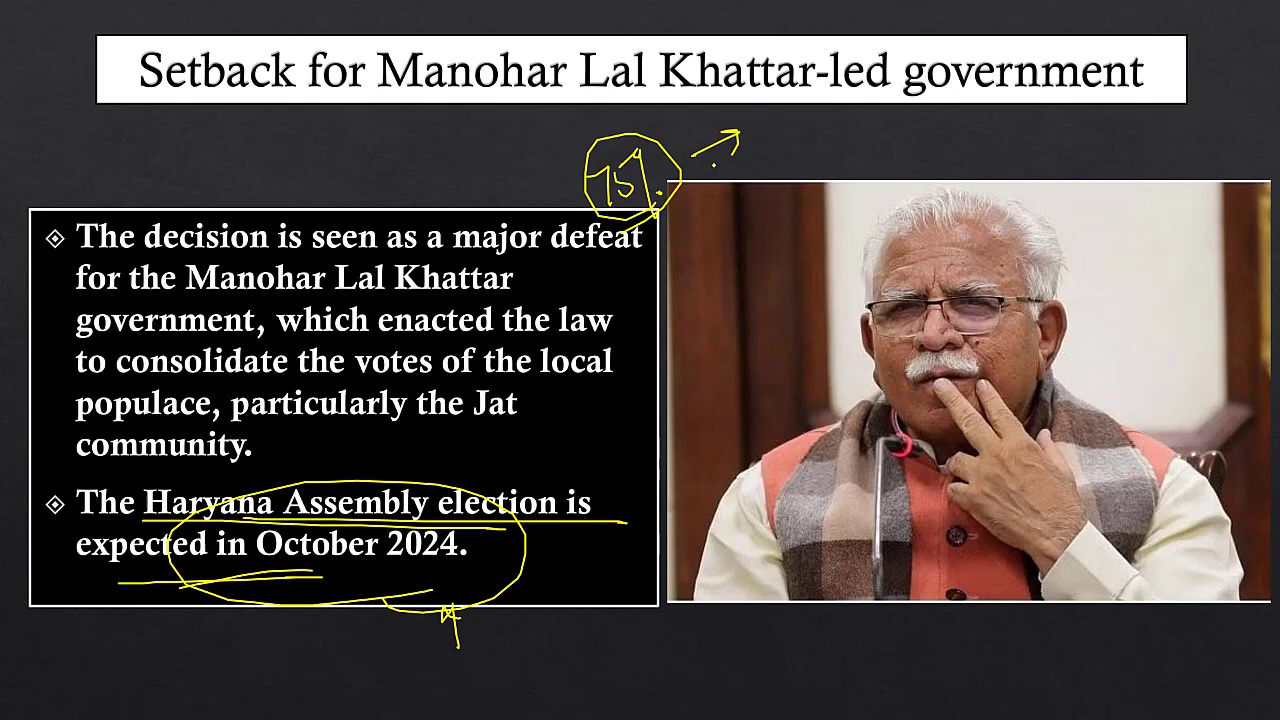 Setback for Manohar Lal Khattar-led government
75%
The decision is seen as a major defeat
for the Manohar Lal Khattar
government, which enacted the law
to consolidate the votes of the local
populace, particularly the Jat
community.
The Haryana Assembly election is
expected in October 2024.